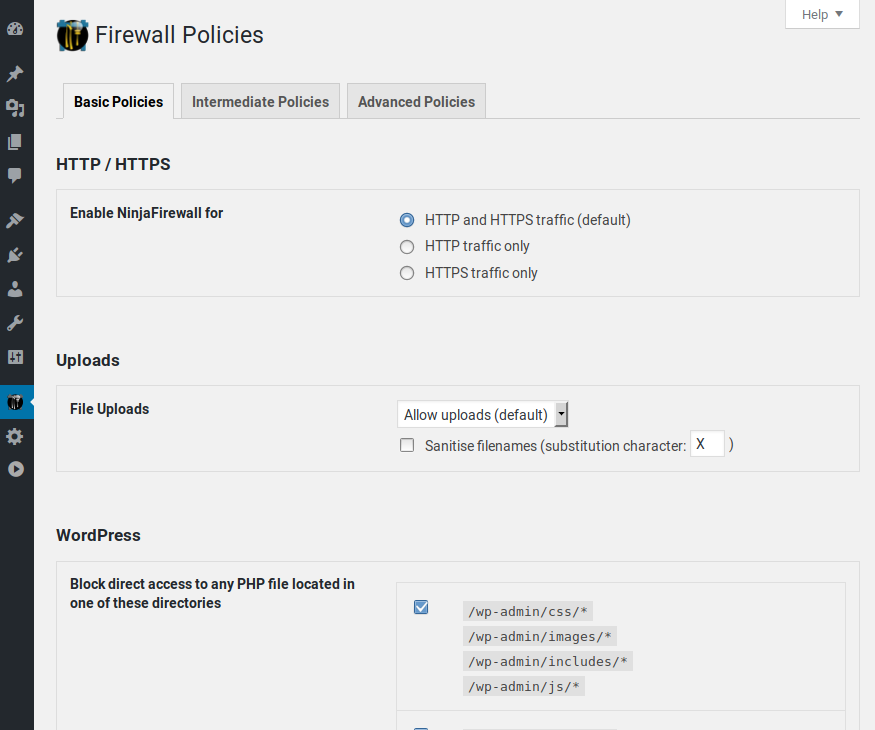 Help
Firewall Policies
Basic Policies
Intermediate Policies
Advanced Policies
HTTP / HTTPS
Enable NinjaFirewall for
HTTP and HTTPS traffic (default)
HTTP traffic only
HTTPS traffic only
Uploads
File Uploads
Allow uploads (default)
Sanitise filenames (substitution character: X )
WordPress
Block direct access to any PHP file located in
one of these directories
/wp-admin/css/*
/wp-admin/images/*
/wp-admin/includes/*
/wp-admin/js/*